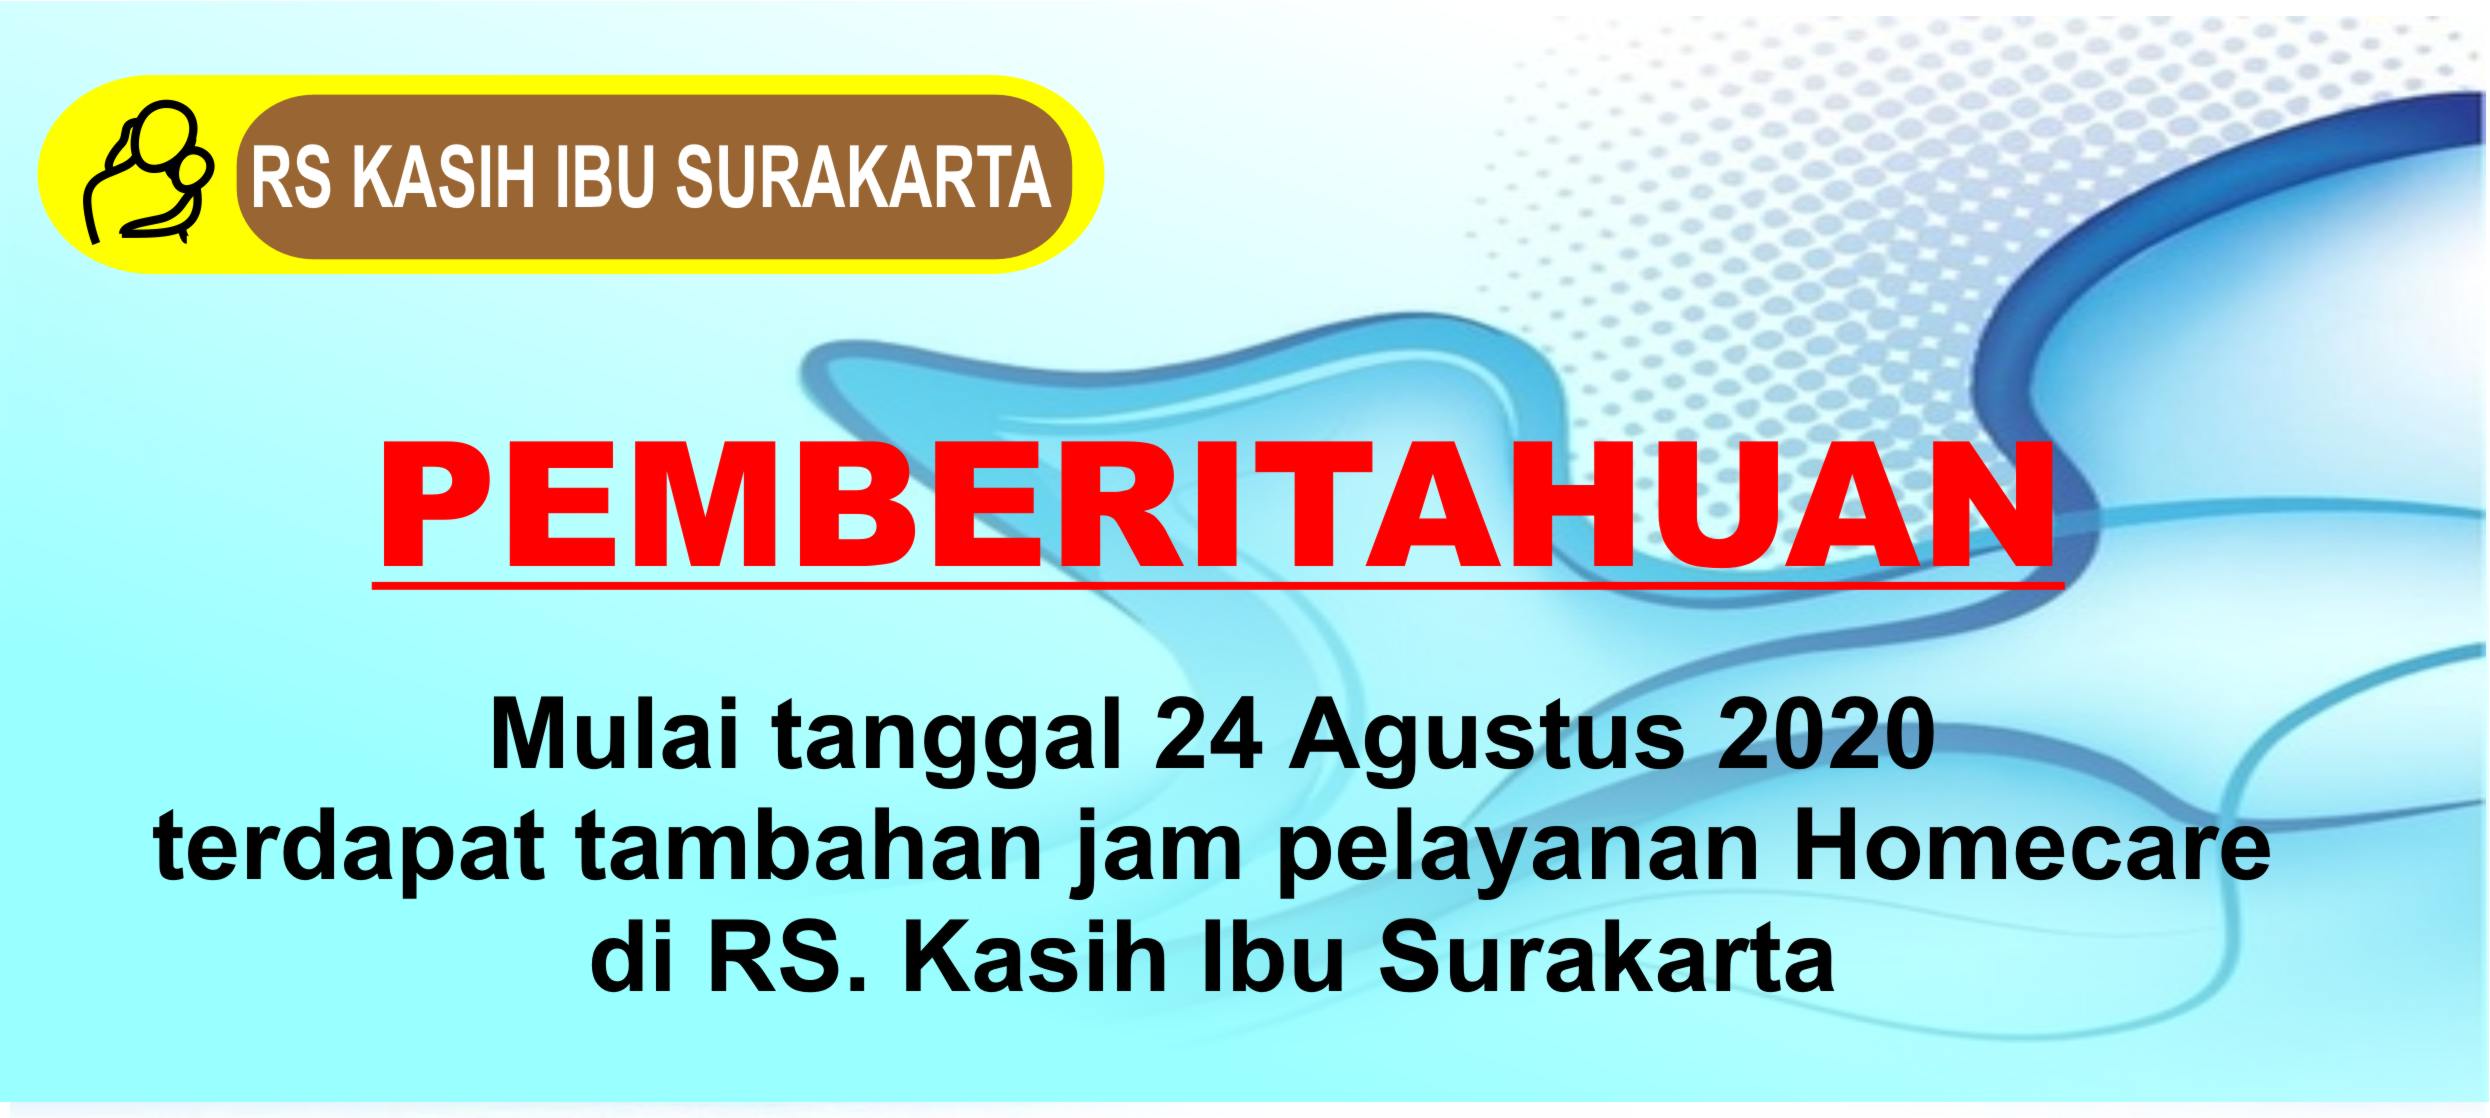 RS KASIH IBU SURAKARTA
PEMBERITAHUAN
Mulai tanggal 24 Agustus 2020
terdapat tambahan jam pelayanan Homecare
di RS. Kasih Ibu Surakarta